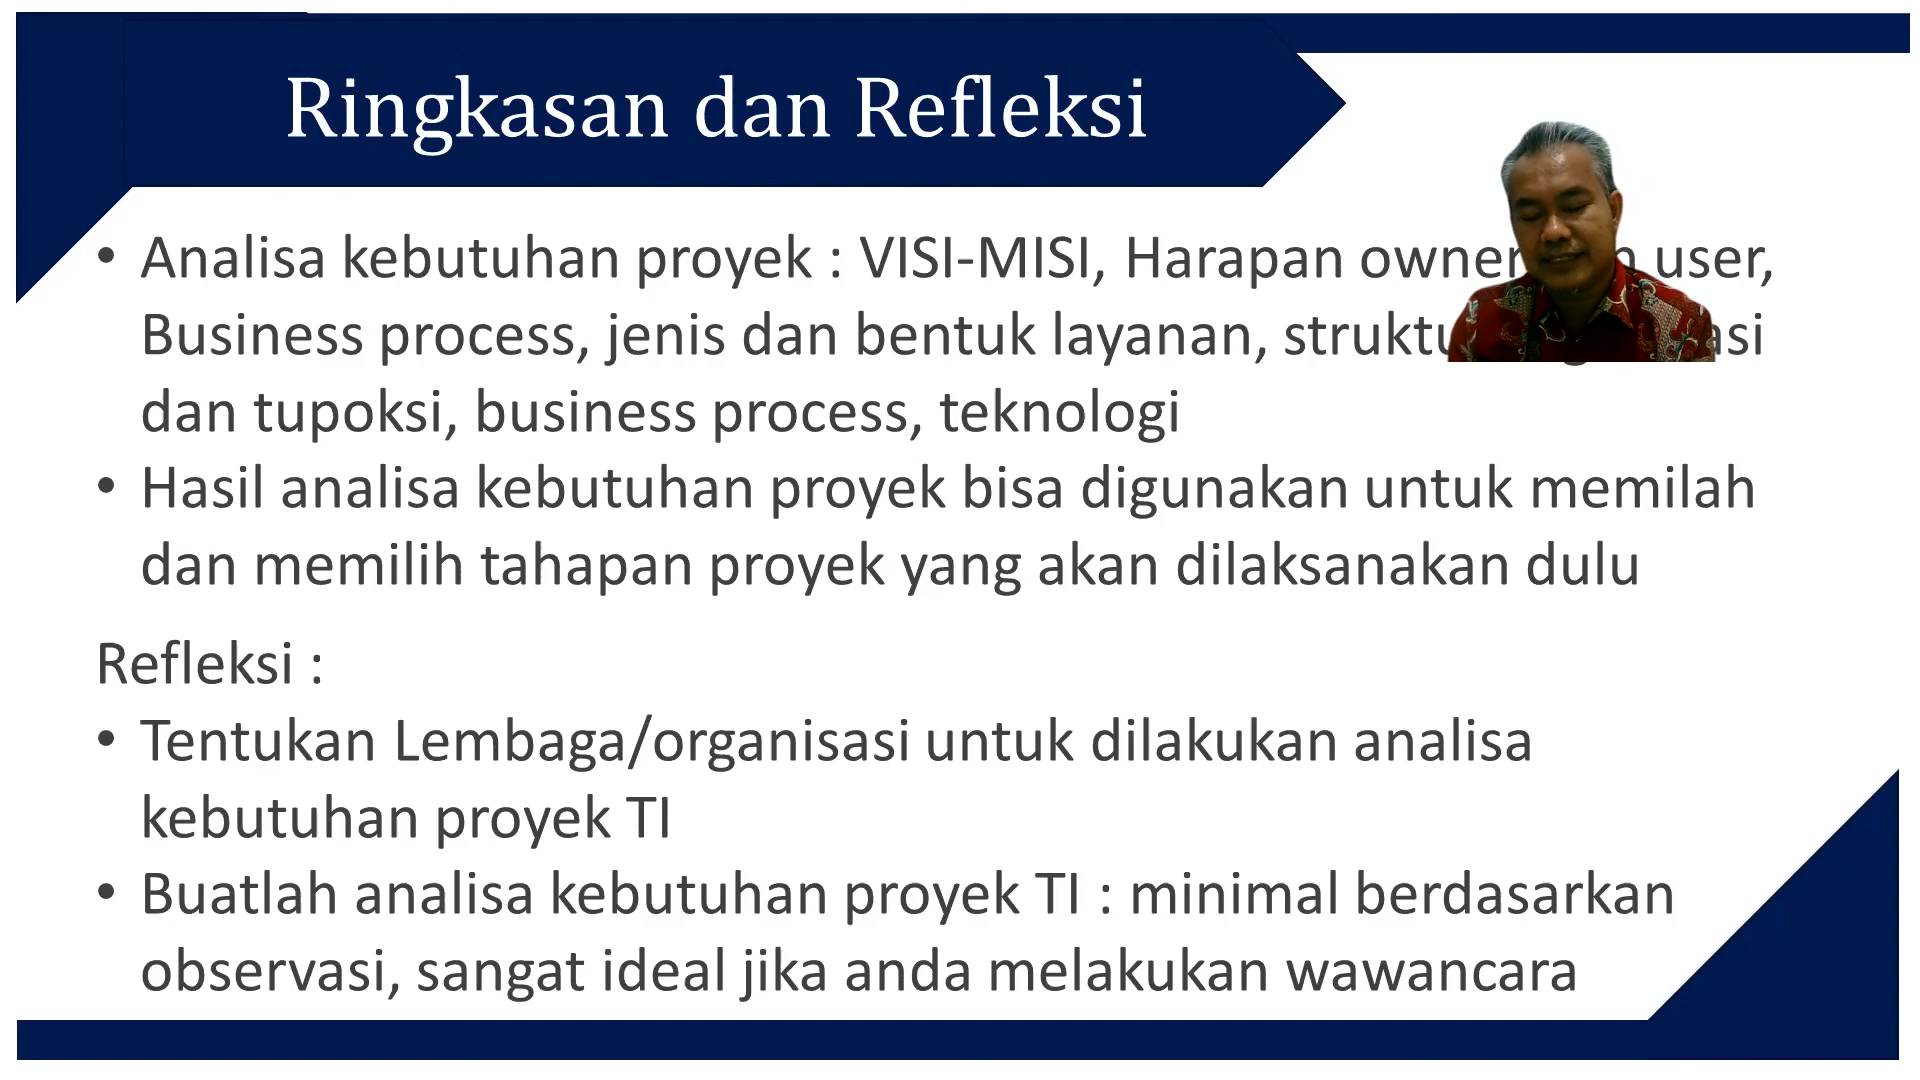 Ringkasan dan Refleksi
• Analisa kebutuhan proyek : VISI-MISI, Harapan owner user,
Business process, jenis dan bentuk layanan,
dan tupoksi, business process, teknologi
• Hasil analisa kebutuhan proyek bisa digunakan untuk memilah
dan memilih tahapan proyek yang akan dilaksanakan dulu
Refleksi :
• Tentukan Lembaga/organisasi untuk dilakukan analisa
kebutuhan proyek TI
• Buatlah analisa kebutuhan proyek TI : minimal berdasarkan
observasi, sangat ideal jika anda melakukan wawancara